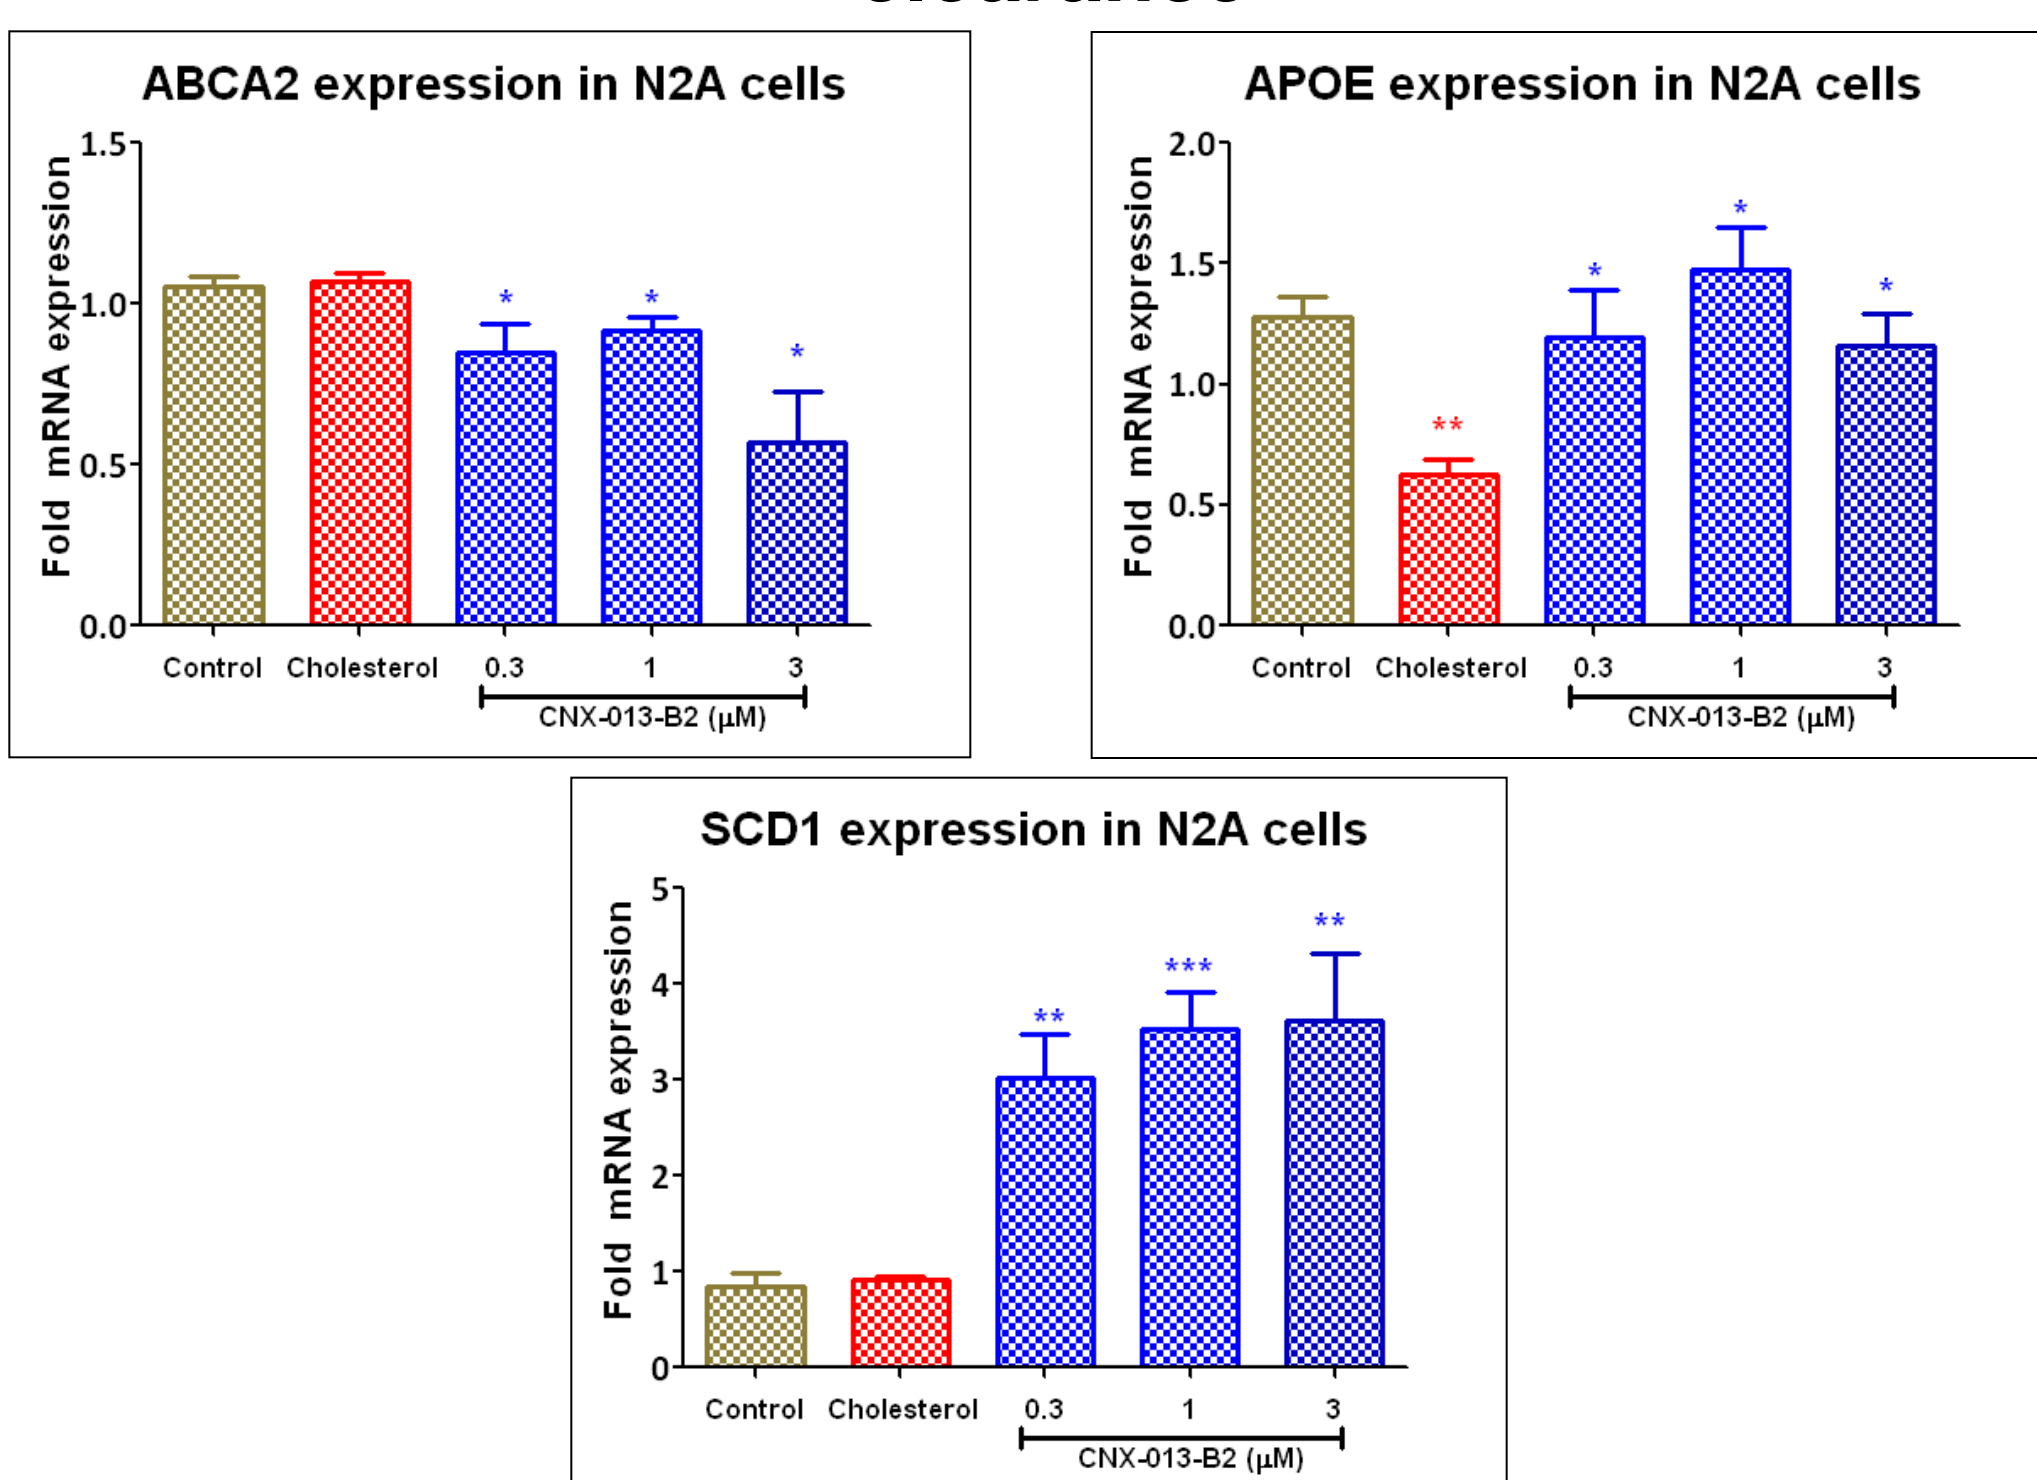 ABCA2 expression in N2A cells
Fold mRNA expression
1.5
1.0
0.5
0.0
*
*
*
Control Cholesterol 0.3 1 3
CNX-013-B2 (μM)
APOE expression in N2A cells
Fold mRNA expression
2.0
1.5
1.0
0.5
0.0
**
*
*
*
Control Cholesterol 0.3 1 3
CNX-013-B2 (μM)
SCD1 expression in N2A cells
Fold mRNA expression
5
4
3
2
1
0
**
***
**
Control Cholesterol 0.3 1 3
CNX-013-B2 (μM)